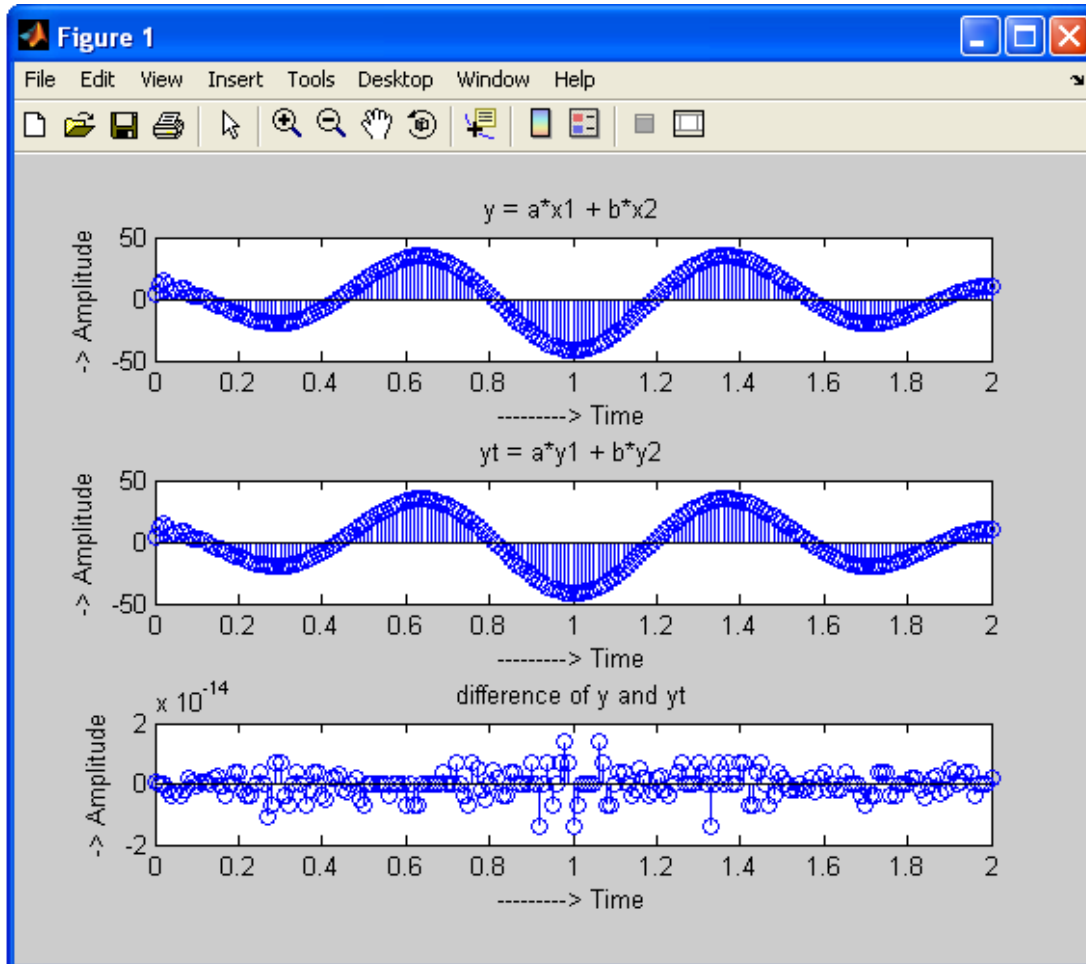 Figure 1
File Edit View Insert Tools Desktop Window Help
y = a*x1 + b*x2
-> Amplitude
50
0
-50
0 0.2 0.4 0.6 0.8 1 1.2 1.4 1.6 1.8 2
---------> Time
yt = a*y1 + b*y2
-> Amplitude
50
0
-50
0 0.2 0.4 0.6 0.8 1 1.2 1.4 1.6 1.8 2
---------> Time
x 10^-14
difference of y and yt
-> Amplitude
2
0
-2
0 0.2 0.4 0.6 0.8 1 1.2 1.4 1.6 1.8 2
---------> Time